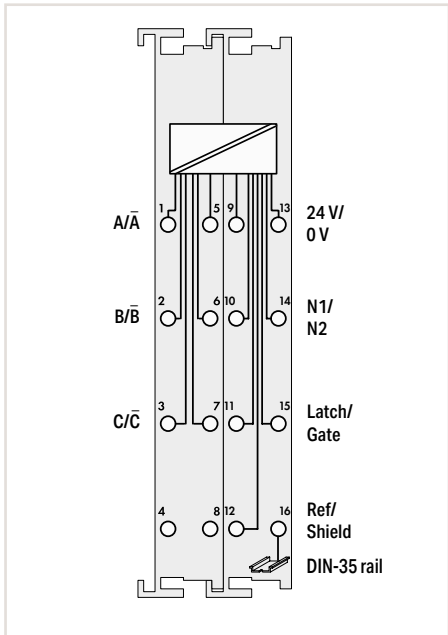 1 5 9 13
A/A̅ 24 V/
0 V
2 6 10 14
B/B̅ N1/
N2
3 7 11 15
C/C̅ Latch/
Gate
4 8 12 16
Ref/
Shield
DIN-35 rail